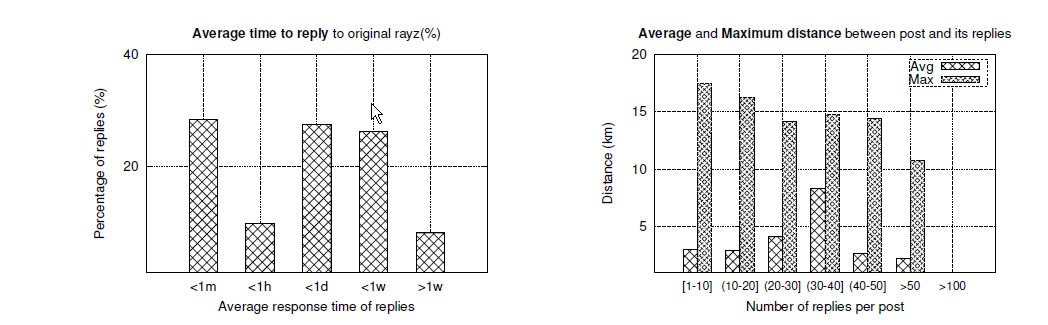 Average time to reply to original rayz(%)
40
20
Percentage of replies (%)
<1m <1h <1d <1w >1w
Average response time of replies
Average and Maximum distance between post and its replies
20
15
10
5
Distance (km)
Avg
Max
[1-10] (10-20] (20-30] (30-40] (40-50] >50 >100
Number of replies per post